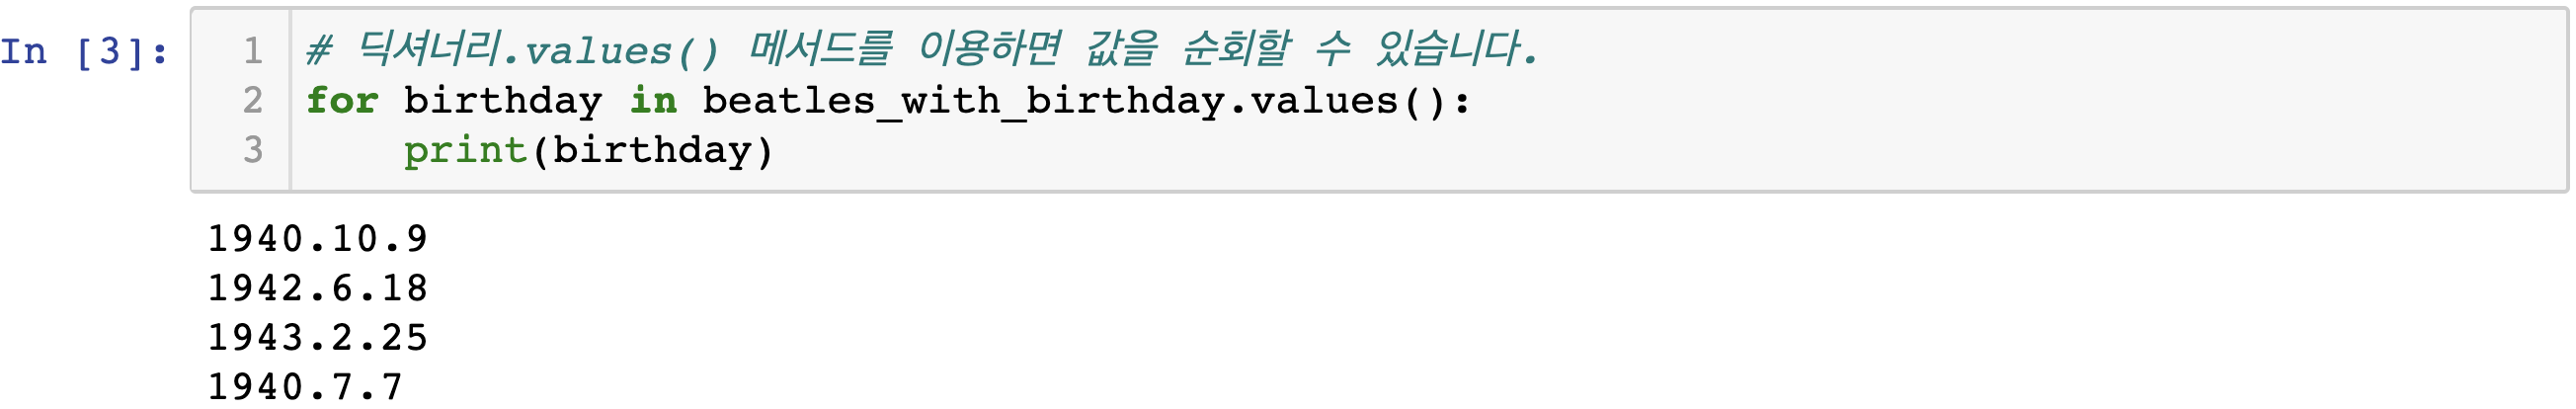 In [3]:
1 # 딕셔너리.values() 메서드를 이용하면 값을 순회할 수 있습니다.
2 for birthday in beatles_with_birthday.values():
3     print(birthday)
1940.10.9
1942.6.18
1943.2.25
1940.7.7